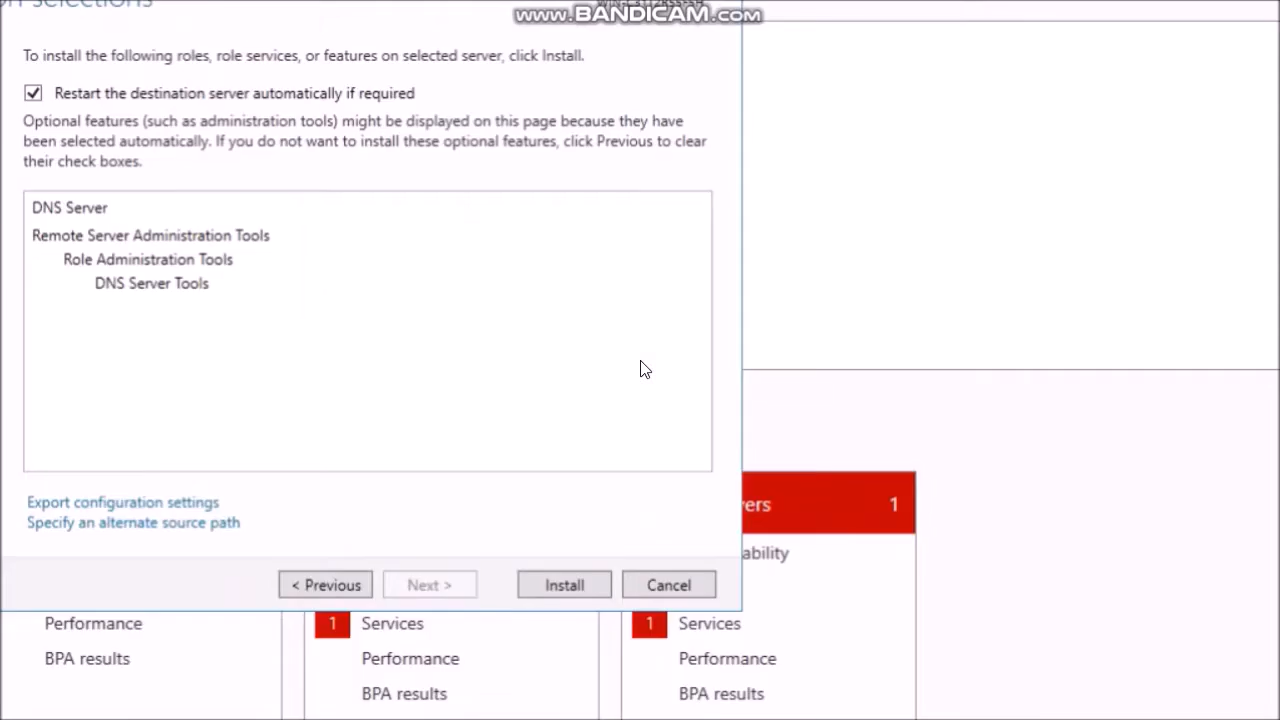 www.BANDICAM.com
To install the following roles, role services, or features on selected server, click Install.
Restart the destination server automatically if required
Optional features (such as administration tools) might be displayed on this page because they have
been selected automatically. If you do not want to install these optional features, click Previous to clear
their check boxes.
DNS Server
Remote Server Administration Tools
Role Administration Tools
DNS Server Tools
Export configuration settings
Specify an alternate source path
< Previous
Next >
Install
Cancel
vers 1
ability
Performance
BPA results
1 Services
Performance
BPA results
1 Services
Performance
BPA results